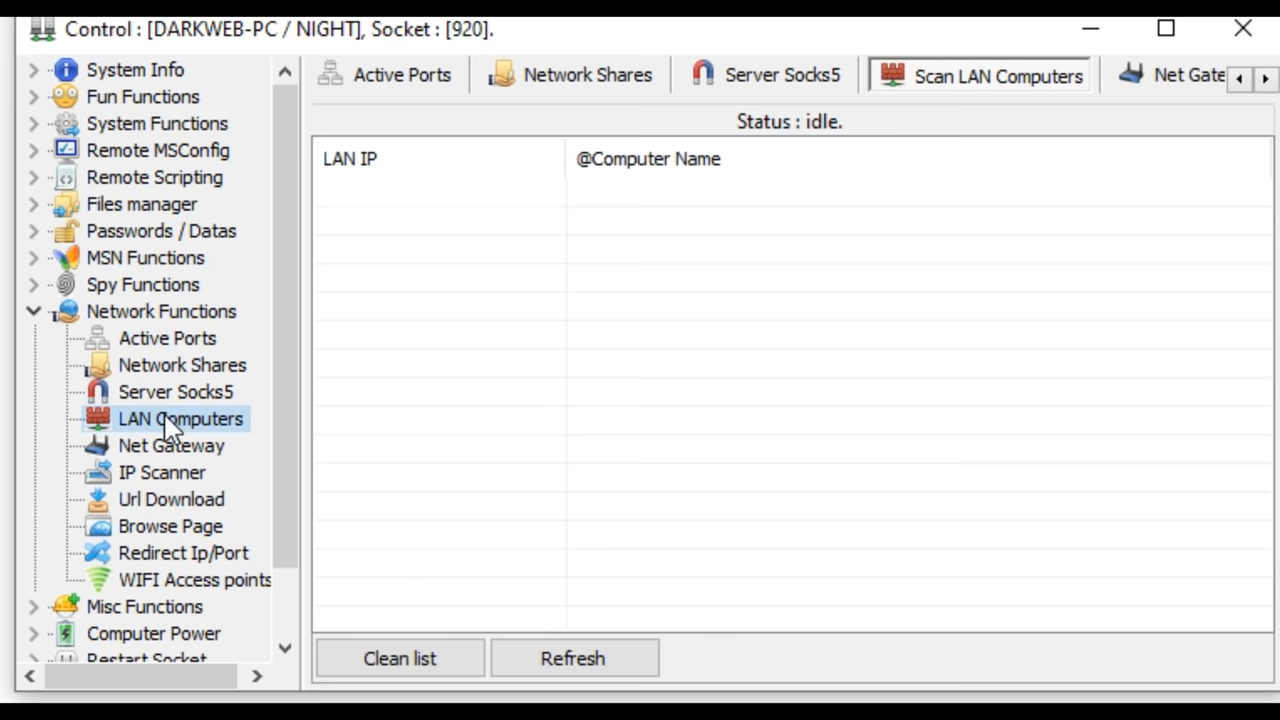 Control : [DARKWEB-PC / NIGHT], Socket : [920].
System Info
Fun Functions
System Functions
Remote MSConfig
Remote Scripting
Files manager
Passwords / Datas
MSN Functions
Spy Functions
Network Functions
Active Ports
Network Shares
Server Socks5
LAN Computers
Net Gateway
IP Scanner
Url Download
Browse Page
Redirect Ip/Port
WIFI Access points
Misc Functions
Computer Power
Restart Socket
Active Ports
Network Shares
Server Socks5
Scan LAN Computers
Net Gate
Status : idle.
LAN IP
@Computer Name
Clean list
Refresh